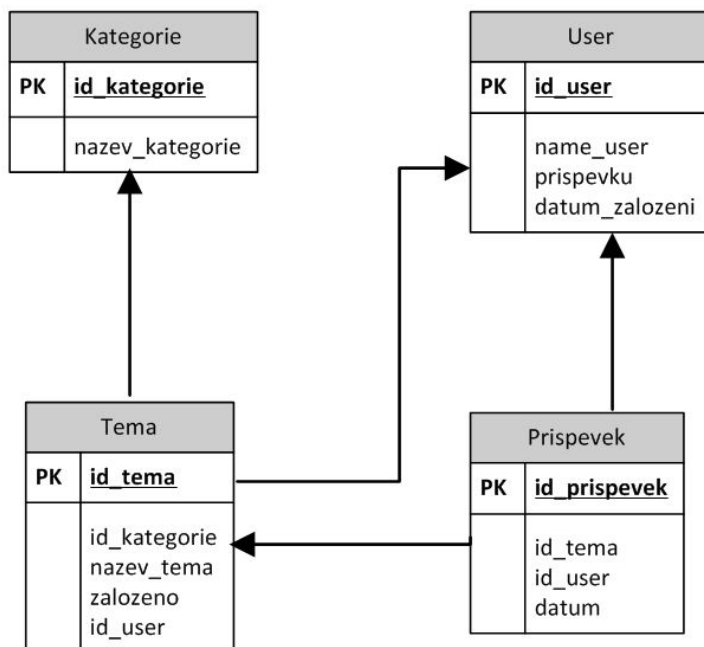 Kategorie
PK id_kategorie
nazev_kategorie
User
PK id_user
name_user
prispevku
datum_zalozeni
Tema
PK id_tema
id_kategorie
nazev_tema
zalozeno
id_user
Prispevek
PK id_prispevek
id_tema
id_user
datum